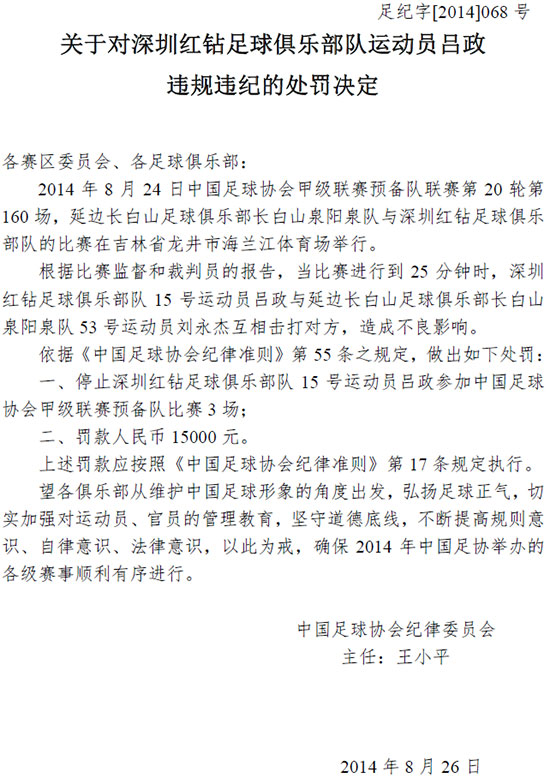 足纪字[2014]068 号
关于对深圳红钻足球俱乐部队运动员吕政
违规违纪的处罚决定
各赛区委员会、各足球俱乐部：
2014 年 8 月 24 日中国足球协会甲级联赛预备队联赛第 20 轮第
160 场，延边长白山足球俱乐部长白山泉阳泉队与深圳红钻足球俱乐
部队的比赛在吉林省龙井市海兰江体育场举行。
根据比赛监督和裁判员的报告，当比赛进行到 25 分钟时，深圳
红钻足球俱乐部队 15 号运动员吕政与延边长白山足球俱乐部长白山
泉阳泉队 53 号运动员刘永杰互相击打对方，造成不良影响。
依据《中国足球协会纪律准则》第 55 条之规定，做出如下处罚：
一、停止深圳红钻足球俱乐部队 15 号运动员吕政参加中国足球
协会甲级联赛预备队比赛 3 场；
二、罚款人民币 15000 元。
上述罚款应按照《中国足球协会纪律准则》第 17 条规定执行。
望各俱乐部从维护中国足球形象的角度出发，弘扬足球正气，切
实加强对运动员、官员的管理教育，坚守道德底线，不断提高规则意
识、自律意识、法律意识，以此为戒，确保 2014 年中国足协举办的
各级赛事顺利有序进行。
中国足球协会纪律委员会
主任：王小平
2014 年 8 月 26 日